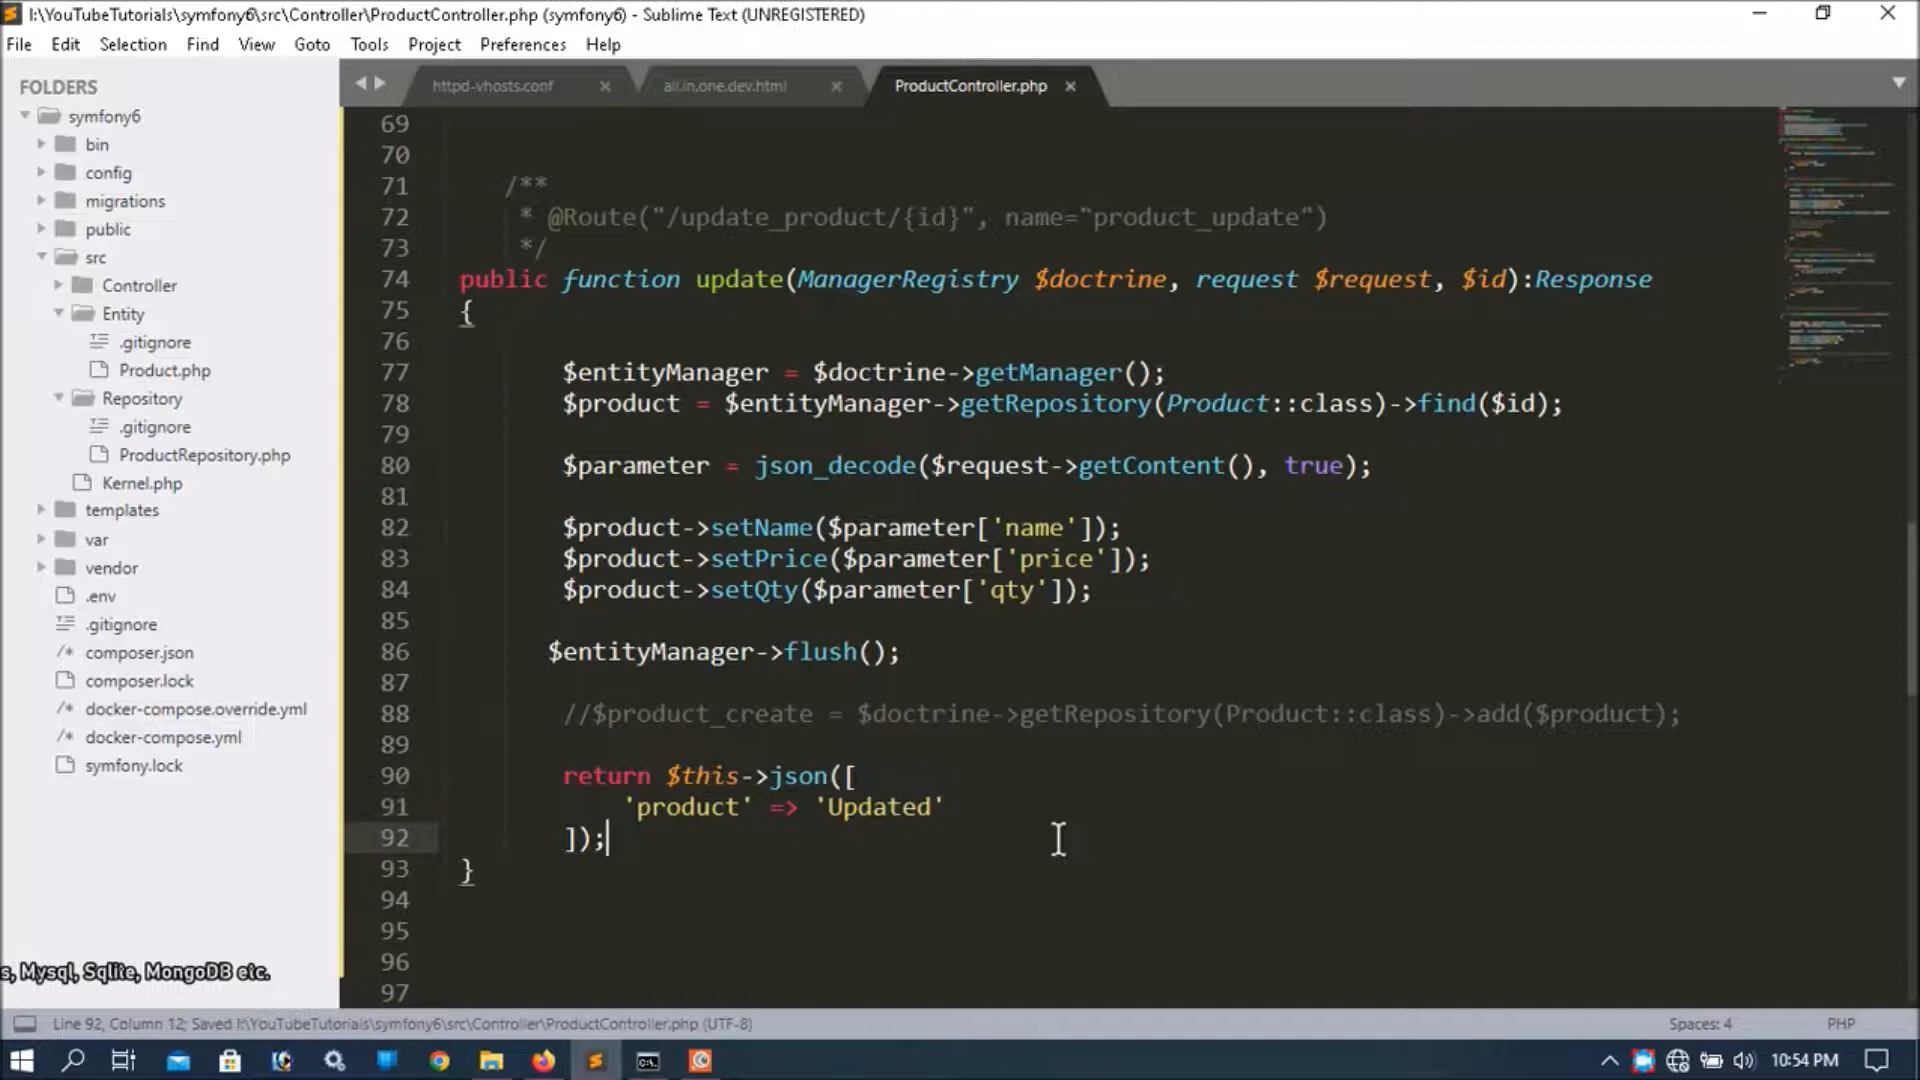 I:\YouTubeTutorials\symfony6\src\Controller\ProductController.php (symfony6) - Sublime Text (UNREGISTERED)
File Edit Selection Find View Goto Tools Project Preferences Help
FOLDERS
symfony6
bin
config
migrations
public
src
Controller
Entity
.gitignore
Product.php
Repository
.gitignore
ProductRepository.php
Kernel.php
templates
var
vendor
.env
.gitignore
composer.json
composer.lock
docker-compose.override.yml
docker-compose.yml
symfony.lock
s, Mysql, Sqlite, MongoDB etc.
httpd-vhosts.conf all.in.one.dev.html ProductController.php
69
70
71 /**
72 * @Route("/update_product/{id}", name="product_update")
73 */
74 public function update(ManagerRegistry $doctrine, request $request, $id):Response
75 {
76
77 $entityManager = $doctrine->getManager();
78 $product = $entityManager->getRepository(Product::class)->find($id);
79
80 $parameter = json_decode($request->getContent(), true);
81
82 $product->setName($parameter['name']);
83 $product->setPrice($parameter['price']);
84 $product->setQty($parameter['qty']);
85
86 $entityManager->flush();
87
88 //$product_create = $doctrine->getRepository(Product::class)->add($product);
89
90 return $this->json([
91 'product' => 'Updated'
92 ]);
93 }
94
95
96
97
Line 92, Column 12; Saved I:\YouTubeTutorials\symfony6\src\Controller\ProductController.php (UTF-8) Spaces: 4 PHP
10:54 PM